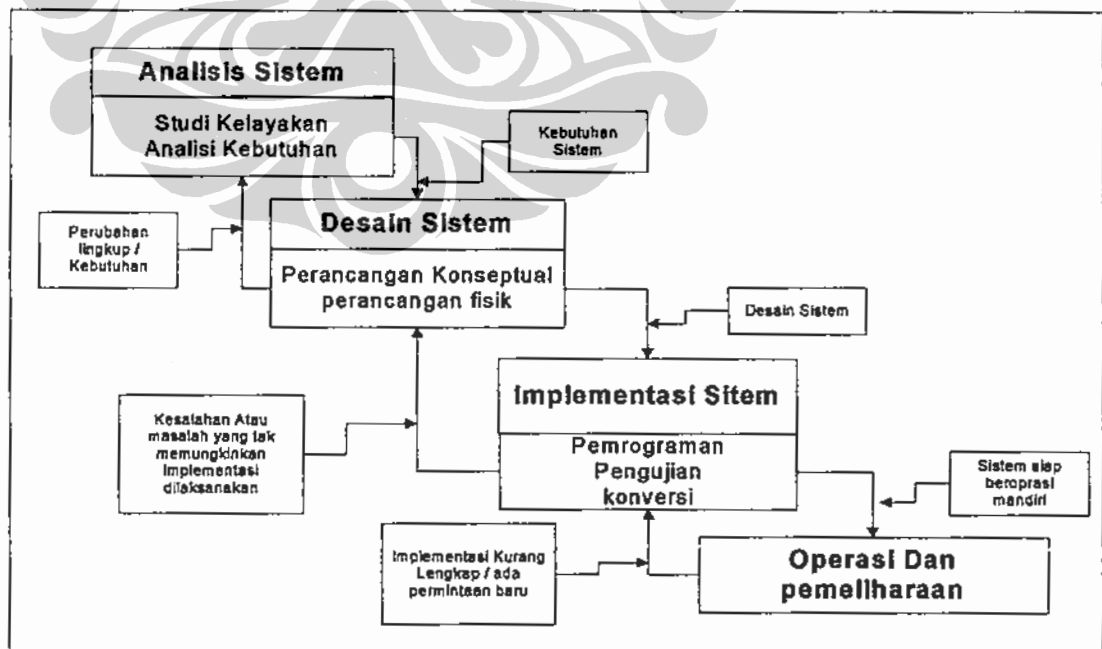 Analisis Sistem
Studi Kelayakan
Analisi Kebutuhan
Kebutuhan
Sistem
Desain Sistem
Perancangan Konseptual
perancangan fisik
Perubahan
lingkup /
Kebutuhan
Desain Sistem
Implementasi Sitem
Pemrograman
Pengujian
konversi
Kesalahan Atau
masalah yang tak
memungkinkan
Implementasi
dilaksanakan
Sistem siap
beroprasi
mandiri
Implementasi Kurang
Lengkap / ada
permintaan baru
Operasi Dan
pemeliharaan